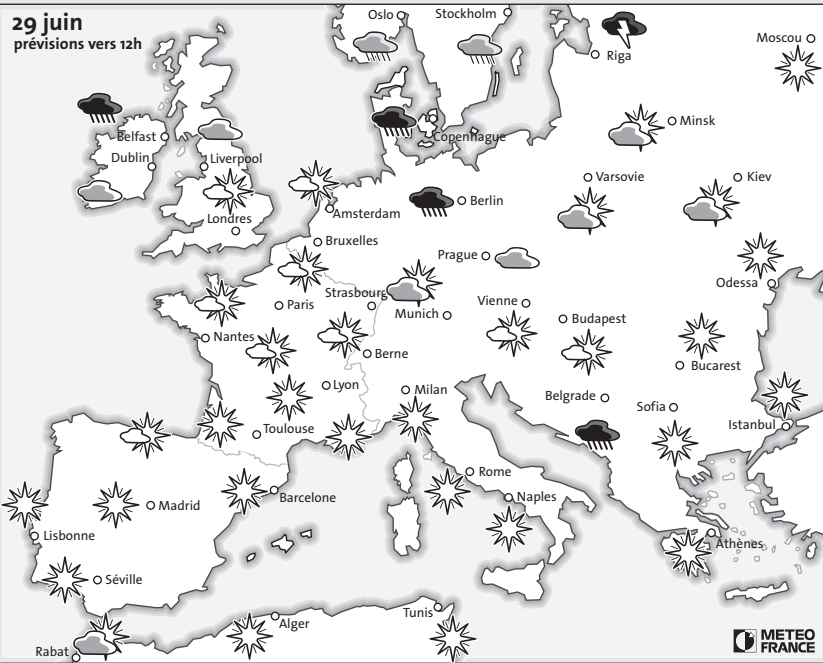 29 juin
prévisions vers 12h
Oslo
Stockholm
Riga
Moscou
Minsk
Belfast
Dublin
Liverpool
Copenhague
Londres
Amsterdam
Berlin
Varsovie
Kiev
Bruxelles
Prague
Odessa
Paris
Strasbourg
Munich
Vienne
Budapest
Nantes
Berne
Bucarest
Lyon
Milan
Belgrade
Sofia
Istanbul
Toulouse
Rome
Naples
Madrid
Barcelone
Lisbonne
Athènes
Séville
Alger
Tunis
Rabat
METEO
FRANCE